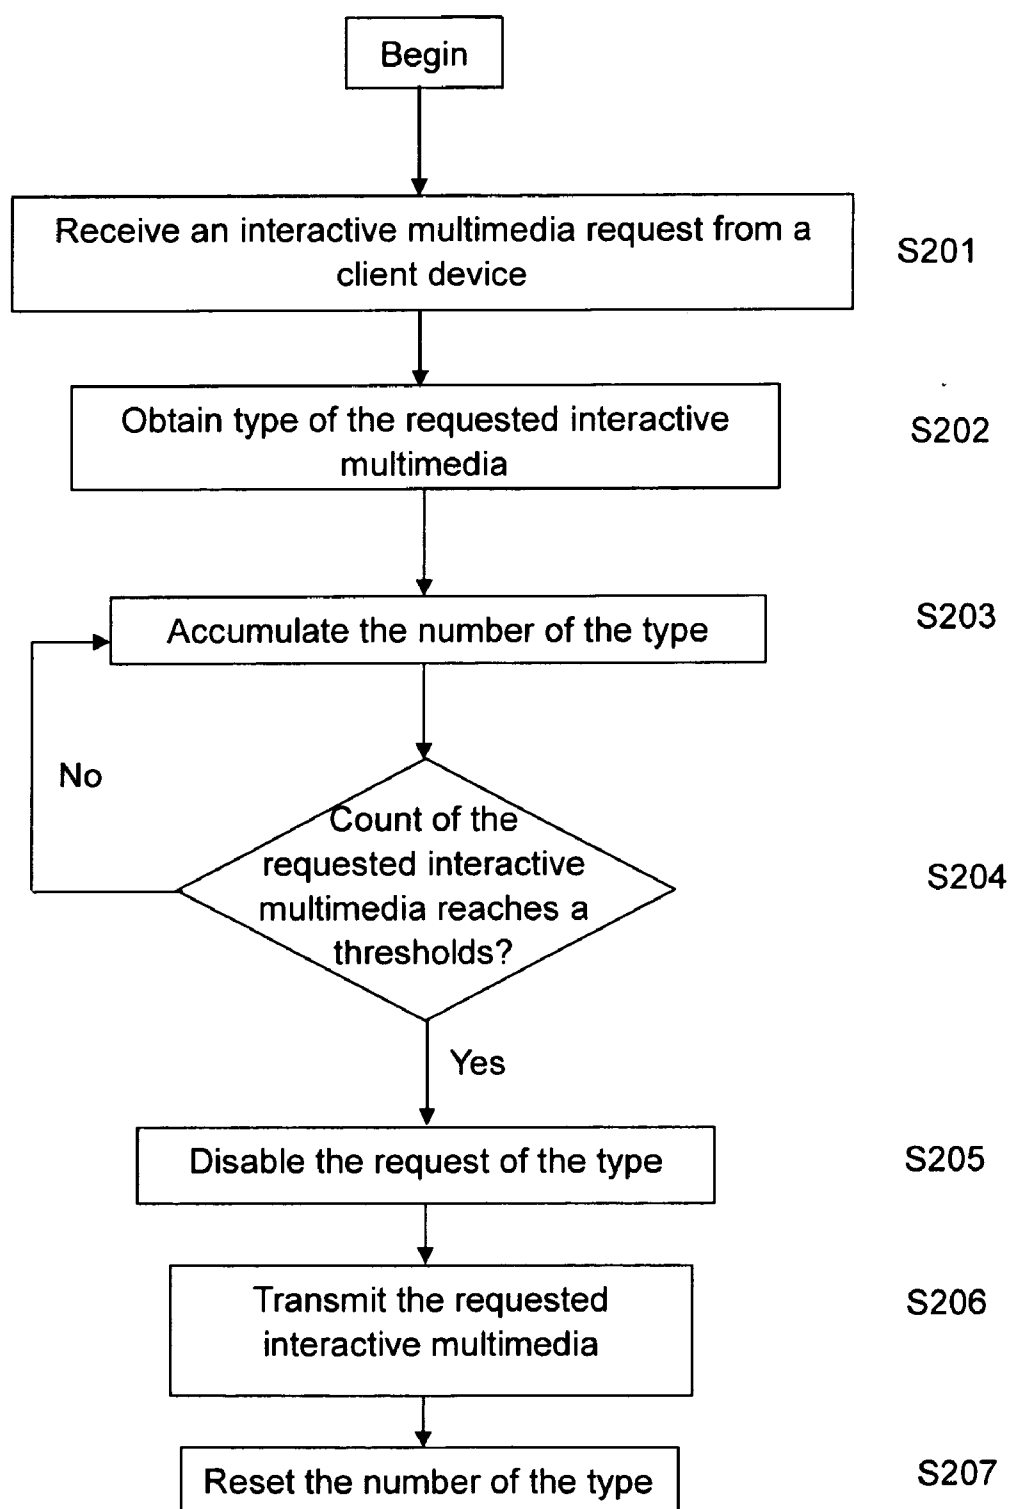 Begin
Receive an interactive multimedia request from a
client device
S201
Obtain type of the requested interactive
multimedia
S202
Accumulate the number of the type
S203
No
Count of the
requested interactive
multimedia reaches a
thresholds?
S204
Yes
Disable the request of the type
S205
Transmit the requested
interactive multimedia
S206
Reset the number of the type
S207